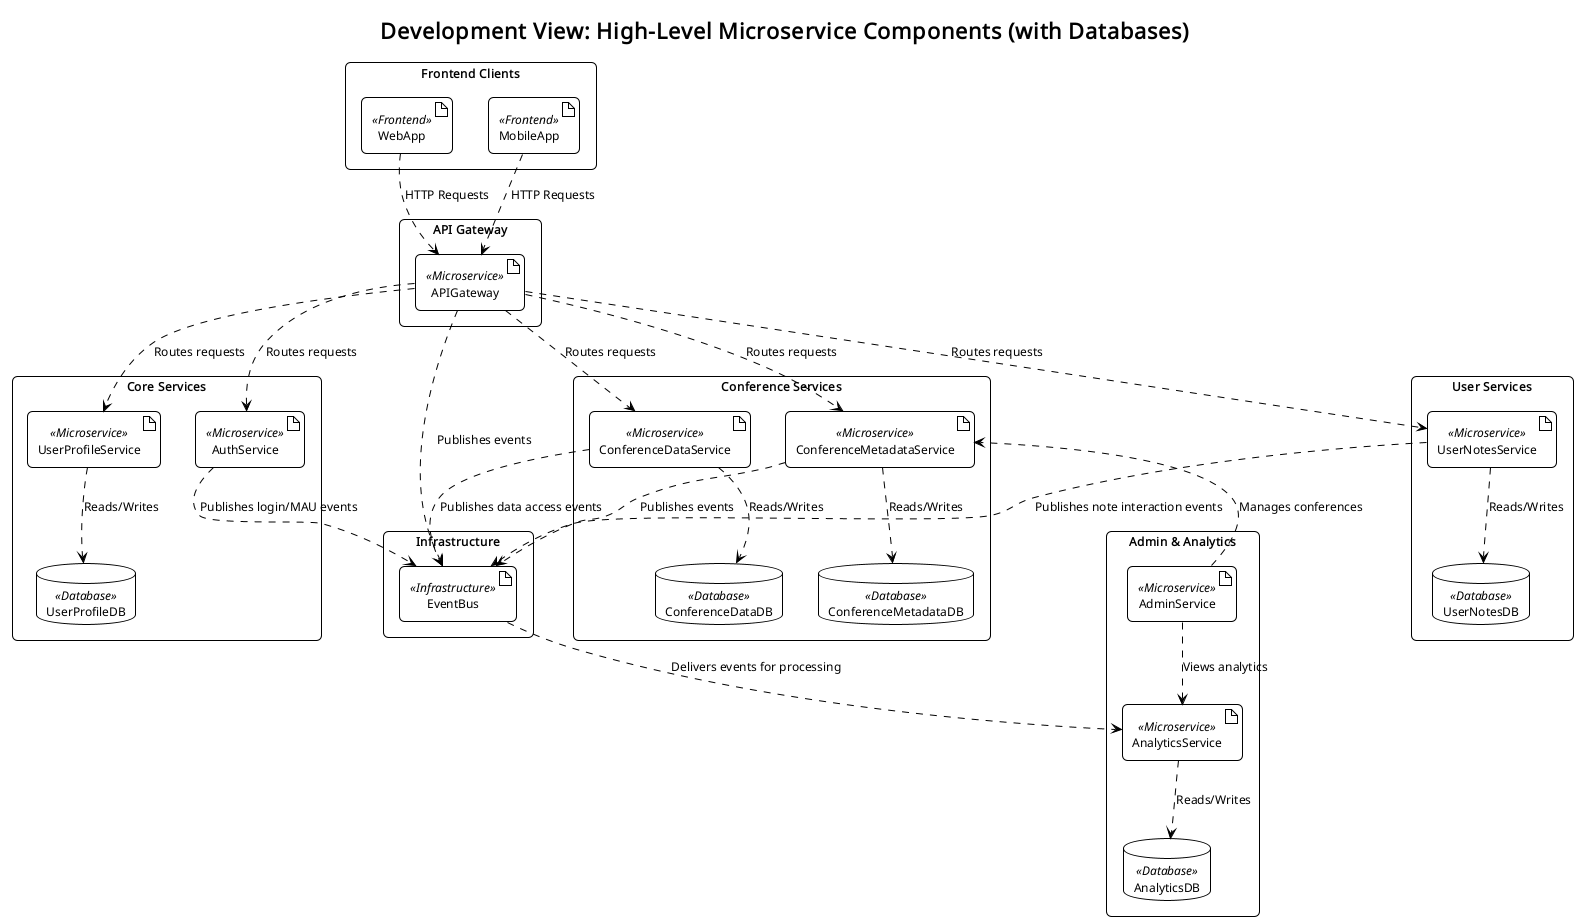 Development View: High-Level Microservice Components (with Databases)
Frontend Clients
«Frontend»
WebApp
«Frontend»
MobileApp
HTTP Requests
HTTP Requests
API Gateway
«Microservice»
APIGateway
Routes requests
Routes requests
Routes requests
Routes requests
Routes requests
Core Services
«Microservice»
UserProfileService
«Microservice»
AuthService
Conference Services
«Microservice»
ConferenceDataService
«Microservice»
ConferenceMetadataService
User Services
«Microservice»
UserNotesService
Publishes events
Reads/Writes
Publishes login/MAU events
Publishes data access events
Publishes events
Reads/Writes
Reads/Writes
Publishes note interaction events
Manages conferences
Reads/Writes
Infrastructure
«Infrastructure»
EventBus
«Database»
UserProfileDB
«Database»
ConferenceDataDB
«Database»
ConferenceMetadataDB
Admin & Analytics
«Microservice»
AdminService
«Database»
UserNotesDB
Delivers events for processing
Views analytics
«Microservice»
AnalyticsService
Reads/Writes
«Database»
AnalyticsDB